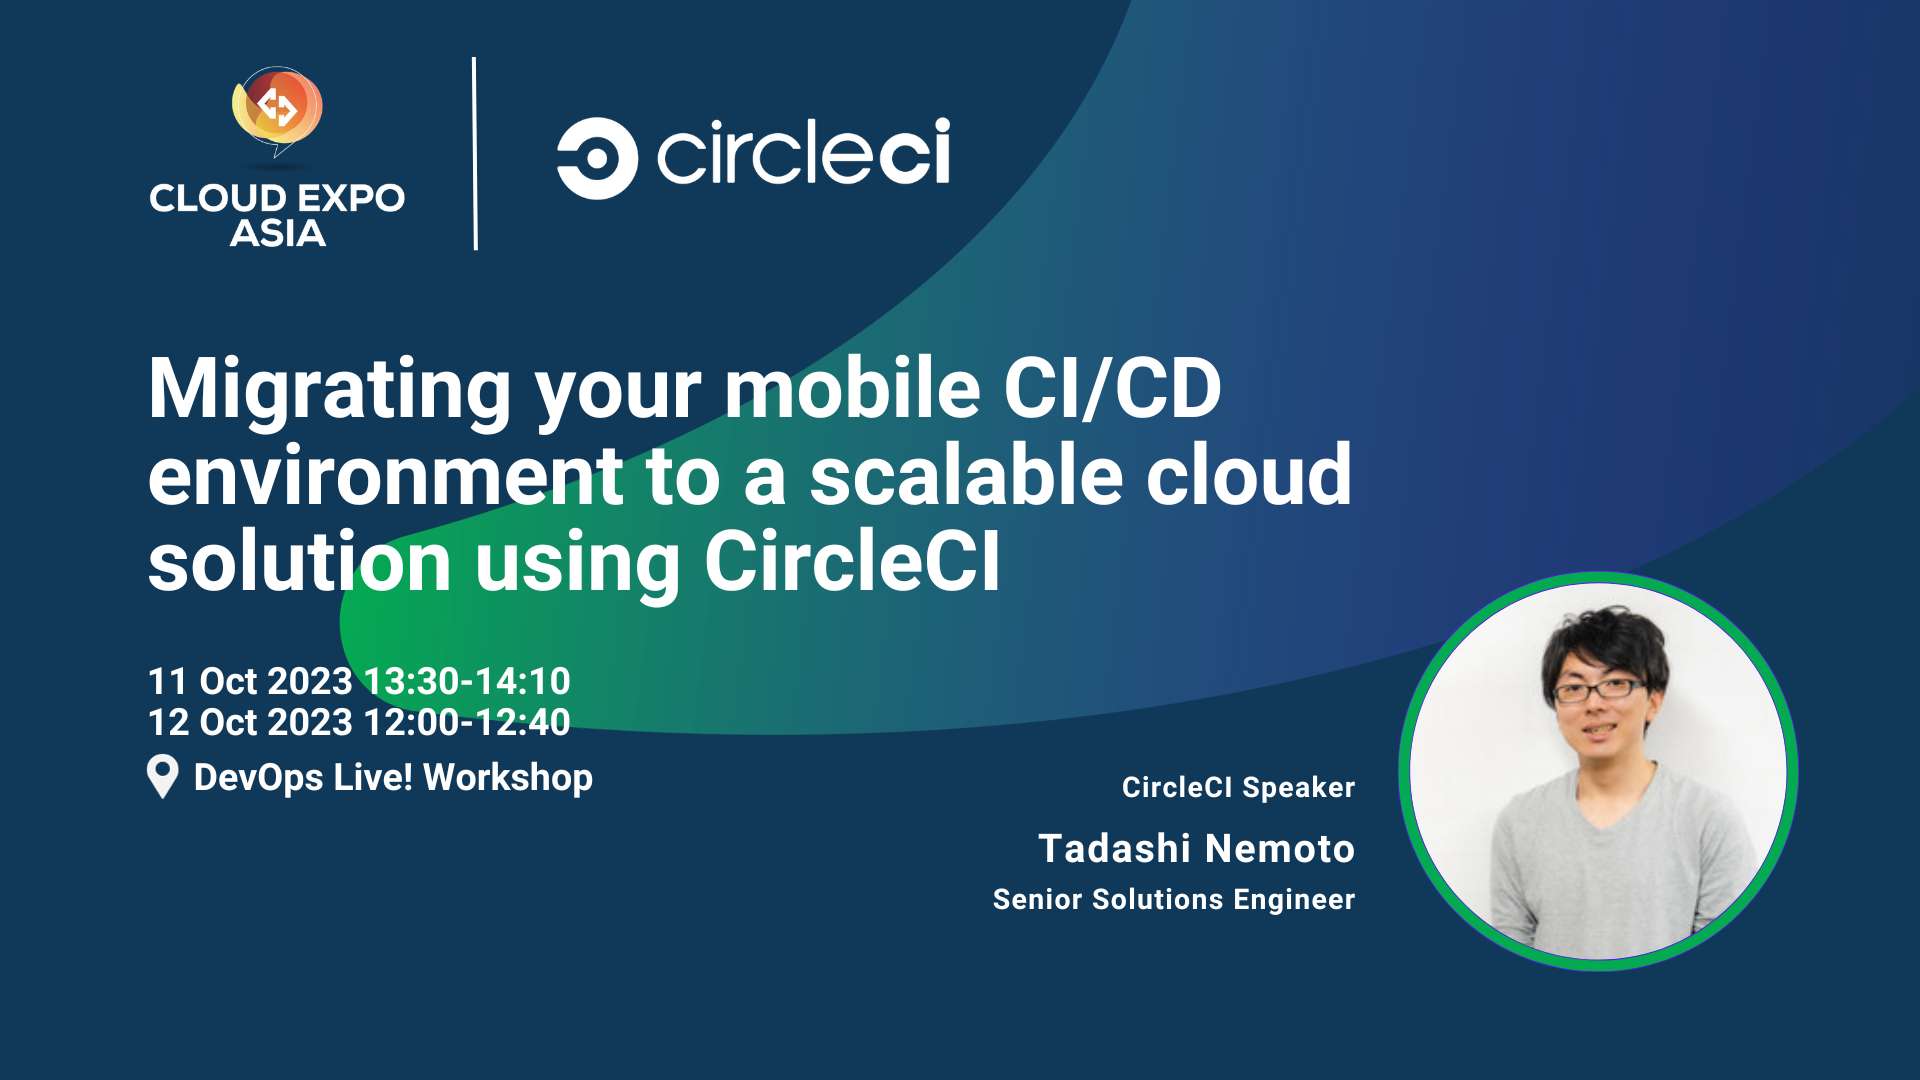 CLOUD EXPO
ASIA
circleci
Migrating your mobile CI/CD
environment to a scalable cloud
solution using CircleCI
11 Oct 2023 13:30-14:10
12 Oct 2023 12:00-12:40
DevOps Live! Workshop
CircleCI Speaker
Tadashi Nemoto
Senior Solutions Engineer